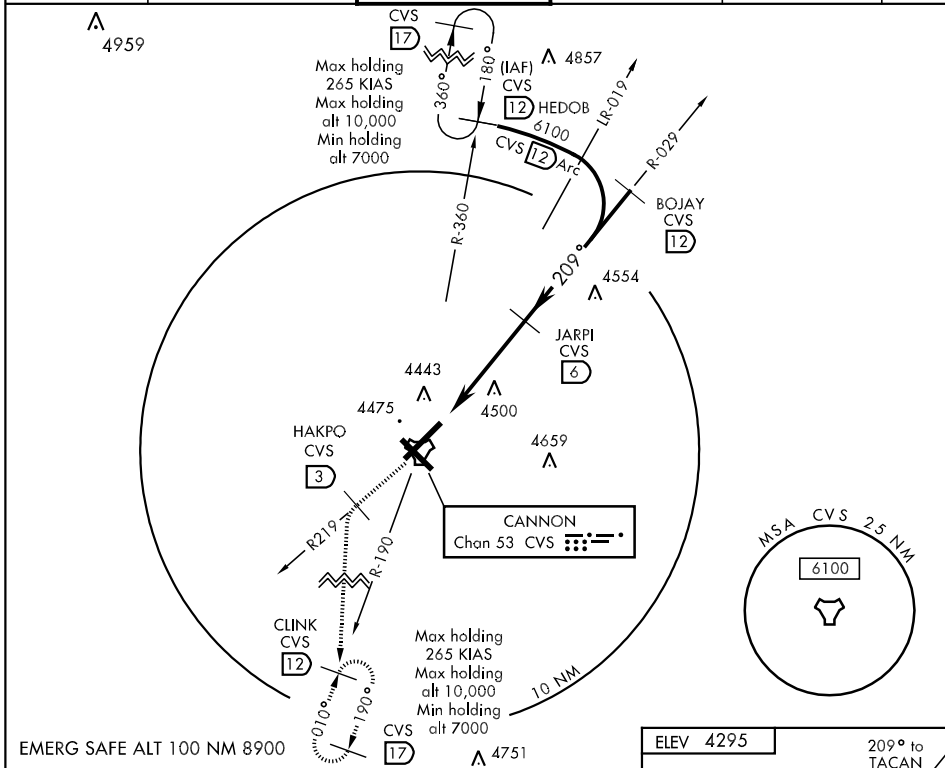 4959
CVS
17
Max holding
265 KIAS
Max holding
alt 10,000
Min holding
alt 7000
360°
180°
4857
(IAF)
CVS
12 HEDOB
6100
CVS 12 Arc
LR-019
R-029
BOJAY
CVS
12
R-360
209°
4554
JARPI
CVS
6
4443
4500
4475
4659
HAKPO
CVS
3
CANNON
Chan 53 CVS
R219
R-190
MSA CVS 25 NM
6100
CLINK
CVS
12
010°
190°
Max holding
265 KIAS
Max holding
alt 10,000
Min holding
alt 7000
10 NM
CVS
17
4751
EMERG SAFE ALT 100 NM 8900
ELEV 4295
209° to
TACAN